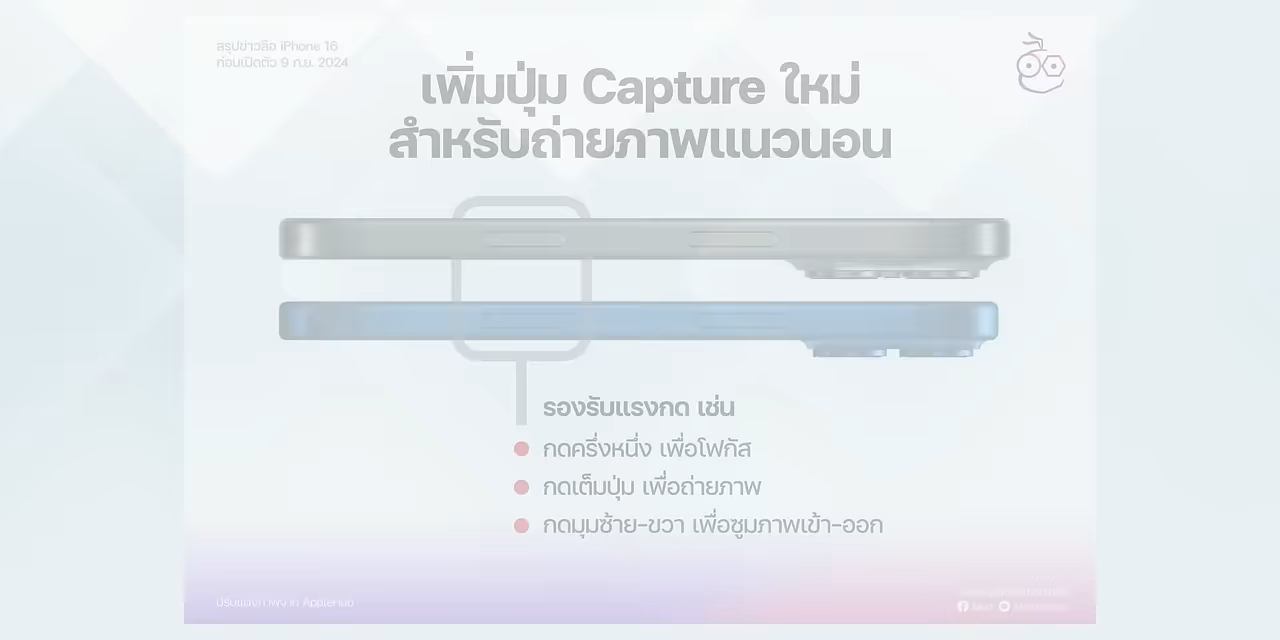 สรุปข่าวลือ iPhone 16
ก่อนเปิดตัว 9 ก.ย. 2024
เพิ่มปุ่ม Capture ใหม่
สำหรับถ่ายภาพแนวนอน
รองรับแรงกด เช่น
กดครึ่งหนึ่ง เพื่อโฟกัส
กดเต็มปุ่ม เพื่อถ่ายภาพ
กดมุมซ้าย-ขวา เพื่อซูมภาพเข้า-ออก
AppleHub